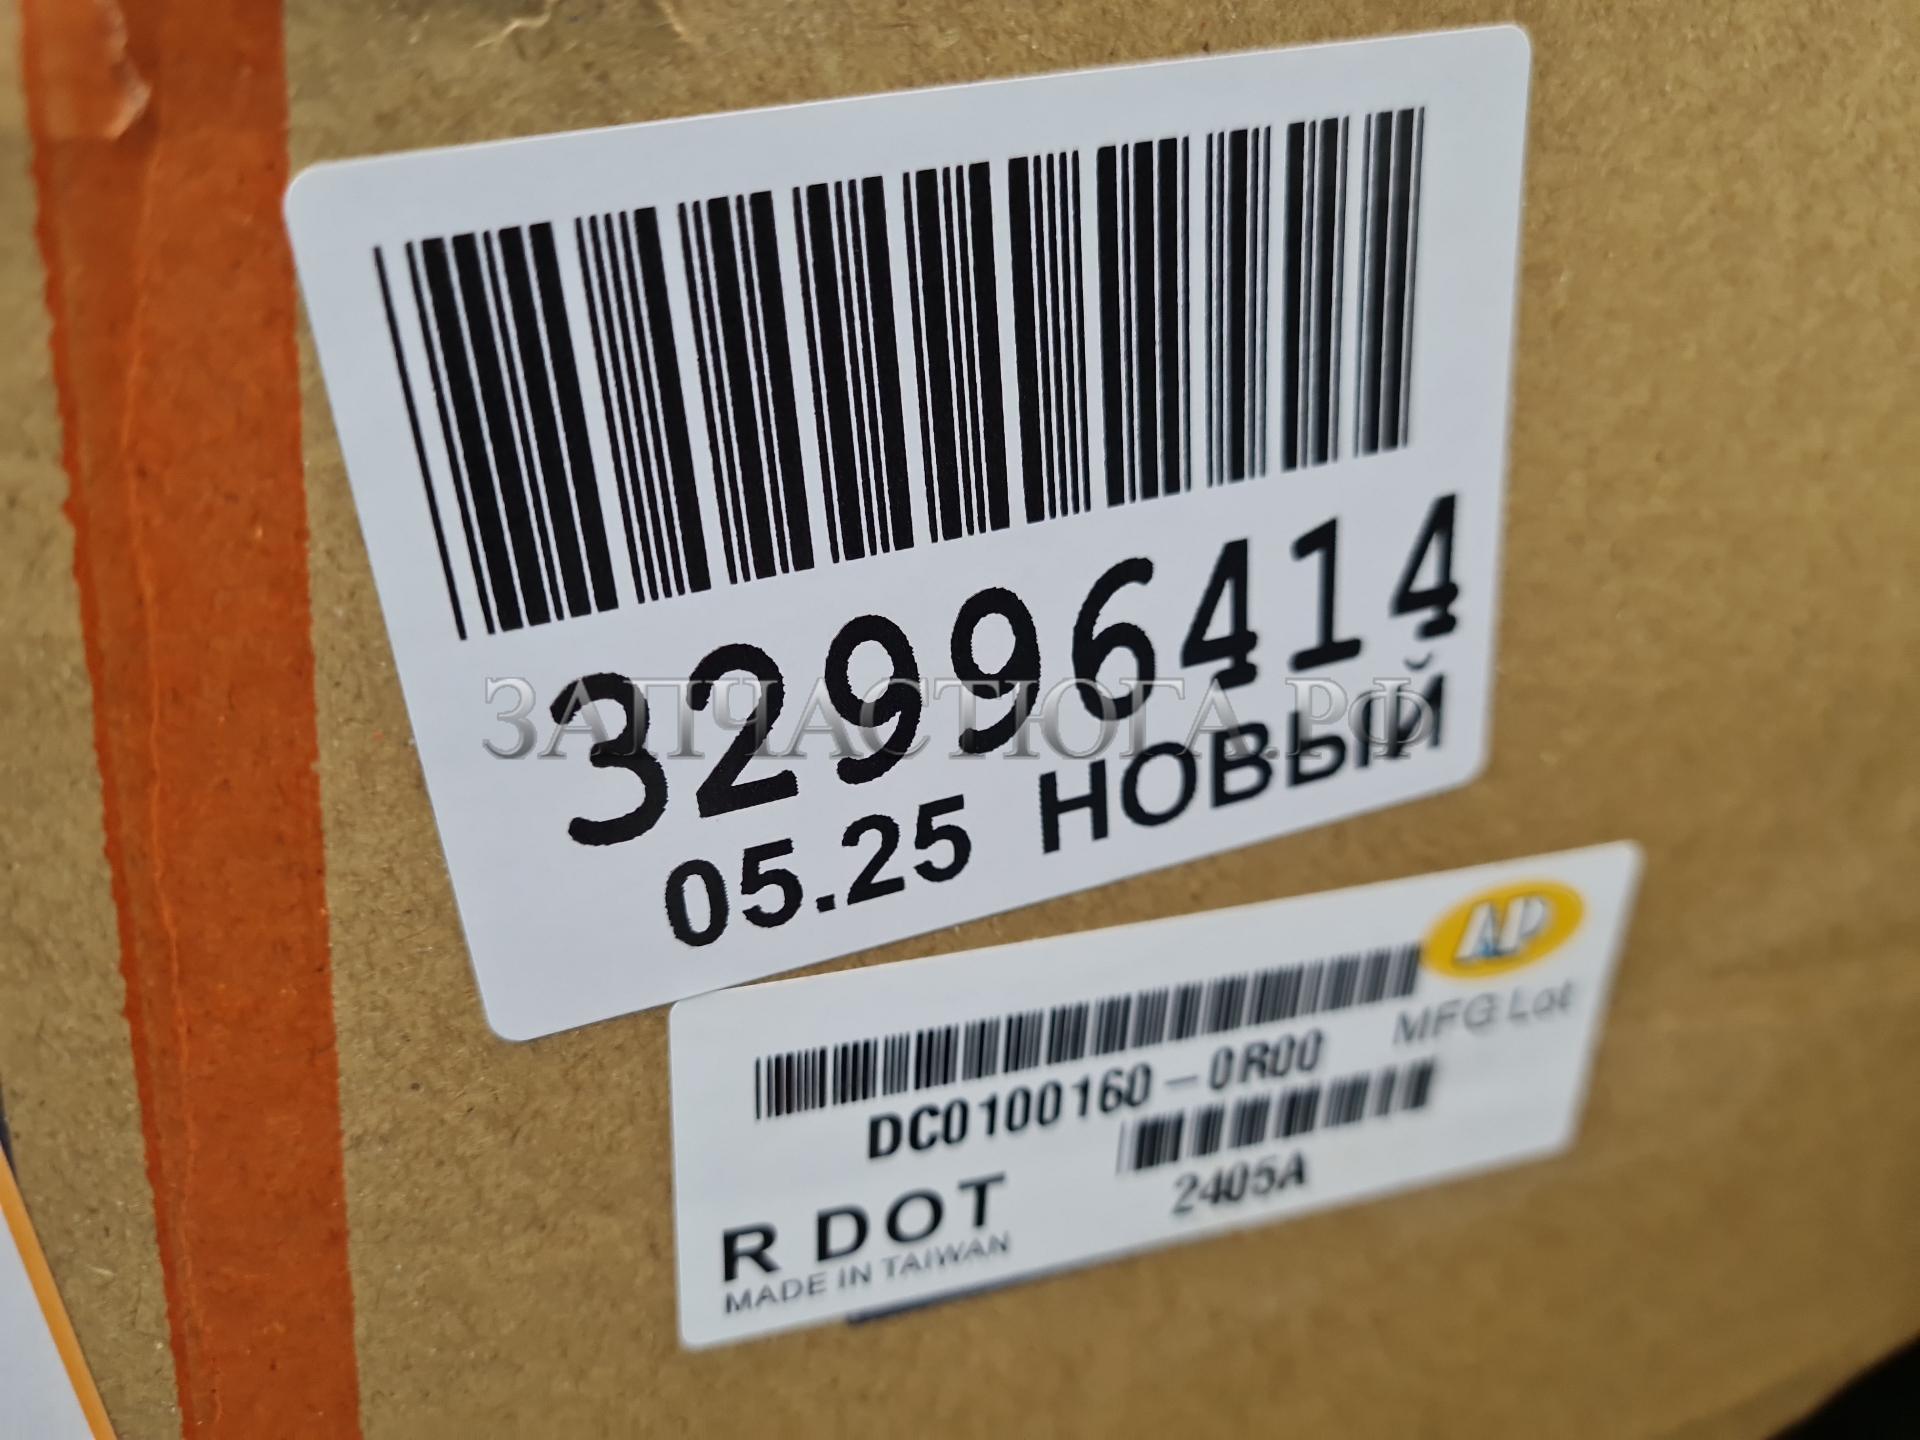 32996414
ЗАПЧАСТЮГА.РФ
05.25 НОВЫЙ
AP
MFG Lot
DC0100160-0R00
2405A
R DOT
MADE IN TAIWAN